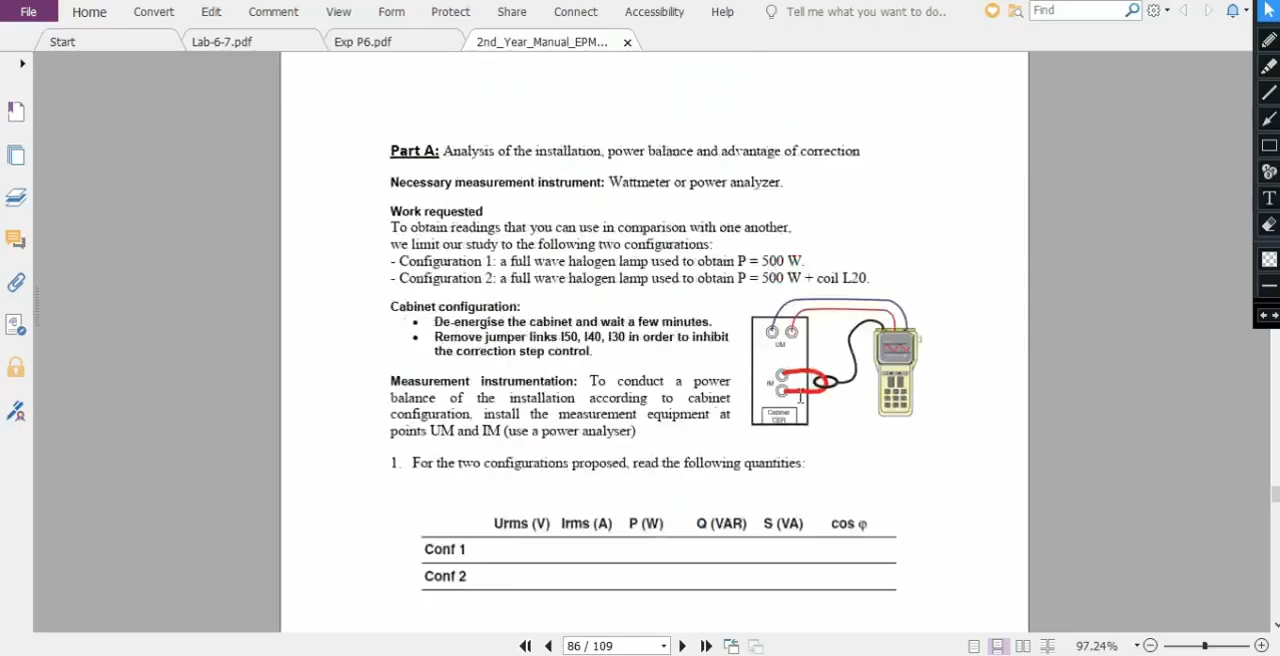 File Home Convert Edit Comment View Form Protect Share Connect Accessibility Help Tell me what you want to do.. Find
Start Lab-6-7.pdf Exp P6.pdf 2nd_Year_Manual_EPM...
Part A: Analysis of the installation, power balance and advantage of correction
Necessary measurement instrument: Wattmeter or power analyzer.
Work requested
To obtain readings that you can use in comparison with one another,
we limit our study to the following two configurations:
- Configuration 1: a full wave halogen lamp used to obtain P = 500 W.
- Configuration 2: a full wave halogen lamp used to obtain P = 500 W + coil L20.
Cabinet configuration:
• De-energise the cabinet and wait a few minutes.
• Remove jumper links I50, I40, I30 in order to inhibit
the correction step control.
UM
IM
Cabinet
CER
Measurement instrumentation: To conduct a power
balance of the installation according to cabinet
configuration, install the measurement equipment at
points UM and IM (use a power analyser)
1. For the two configurations proposed, read the following quantities:
Urms (V) Irms (A) P (W) Q (VAR) S (VA) cos φ
Conf 1
Conf 2
86 / 109 97.24%